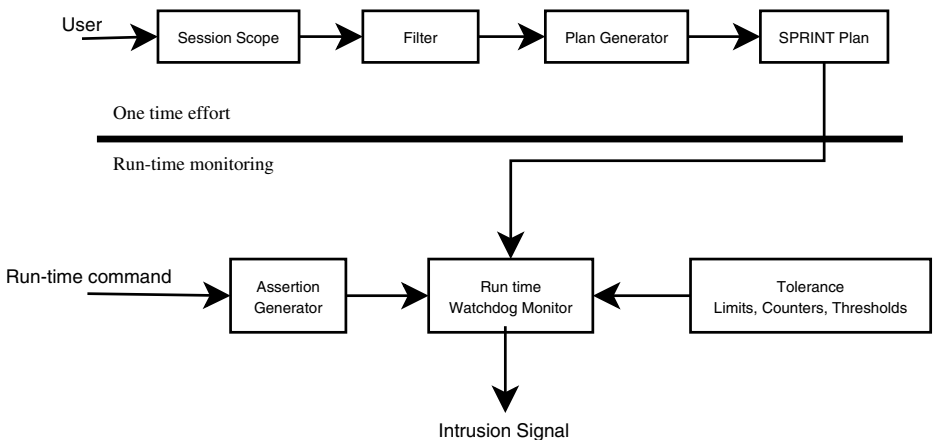 User
Session Scope
Filter
Plan Generator
SPRINT Plan
One time effort
Run-time monitoring
Run-time command
Assertion
Generator
Run time
Watchdog Monitor
Tolerance
Limits, Counters, Thresholds
Intrusion Signal